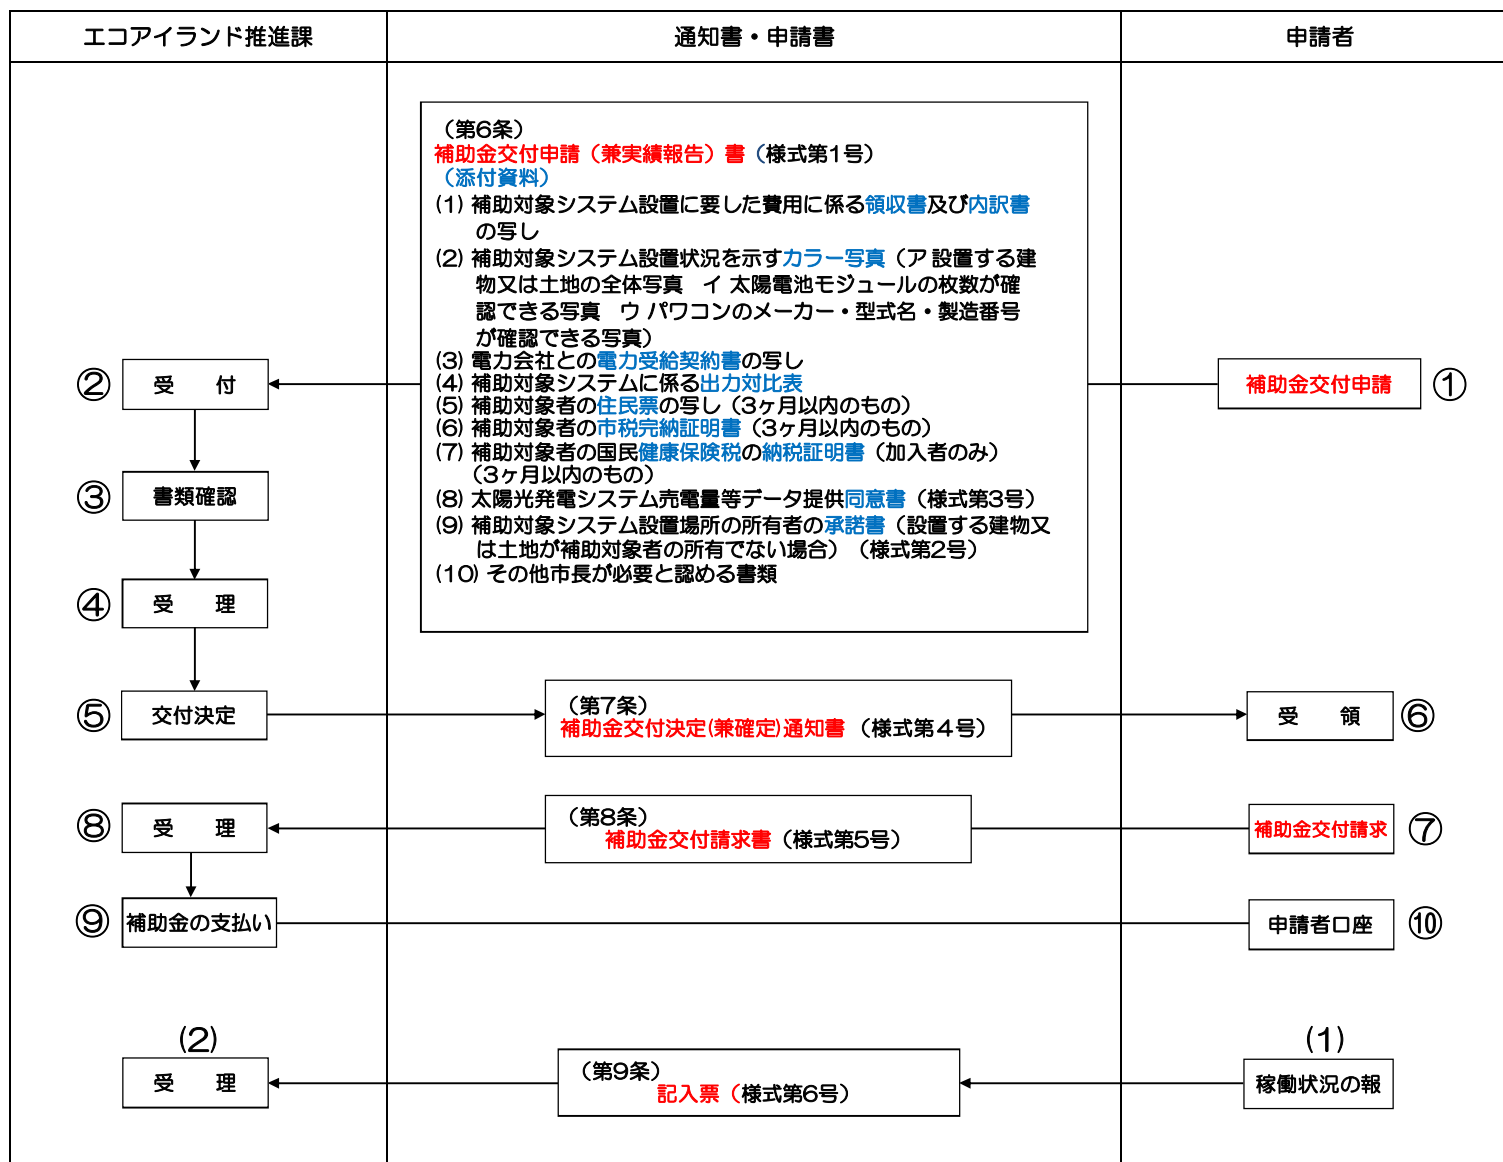 エコアイランド推進課
通知書・申請書
申請者
（第6条）
補助金交付申請（兼実績報告）書（様式第1号）
（添付資料）
(1) 補助対象システム設置に要した費用に係る領収書及び内訳書
の写し
(2) 補助対象システム設置状況を示すカラー写真（ア 設置する建
物又は土地の全体写真　イ 太陽電池モジュールの枚数が確
認できる写真　ウ パワコンのメーカー・型式名・製造番号
が確認できる写真）
(3) 電力会社との電力受給契約書の写し
(4) 補助対象システムに係る出力対比表
(5) 補助対象者の住民票の写し（3ヶ月以内のもの）
(6) 補助対象者の市税完納証明書（3ヶ月以内のもの）
(7) 補助対象者の国民健康保険税の納税証明書（加入者のみ）
（3ヶ月以内のもの）
(8) 太陽光発電システム売電量等データ提供同意書（様式第3号）
(9) 補助対象システム設置場所の所有者の承諾書（設置する建物又
は土地が補助対象者の所有でない場合）（様式第2号）
(10) その他市長が必要と認める書類
補助金交付申請 ①
② 受　付
③ 書類確認
④ 受　理
⑤ 交付決定
（第7条）
補助金交付決定(兼確定)通知書 （様式第４号）
受　領 ⑥
⑧ 受　理
（第8条）
補助金交付請求書（様式第5号）
補助金交付請求 ⑦
⑨ 補助金の支払い
申請者口座 ⑩
(2)
受　理
（第9条）
記入票（様式第6号）
(1)
稼働状況の報